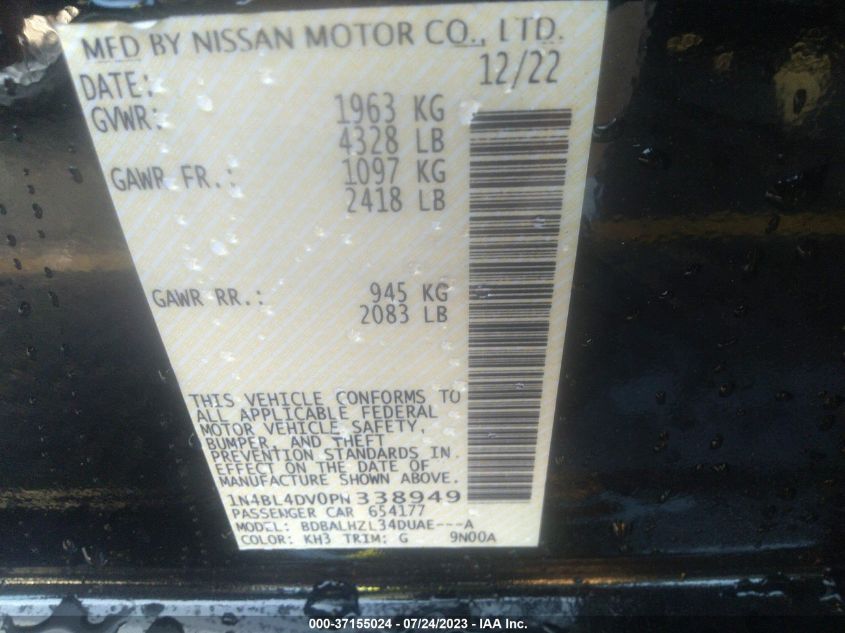 MFD BY NISSAN MOTOR CO., LTD.
DATE: 12/22
GVWR: 1963 KG
4328 LB
GAWR FR.: 1097 KG
2418 LB
GAWR RR.: 945 KG
2083 LB
THIS VEHICLE CONFORMS TO
ALL APPLICABLE FEDERAL
MOTOR VEHICLE SAFETY,
BUMPER, AND THEFT
PREVENTION STANDARDS IN
EFFECT ON THE DATE OF
MANUFACTURE SHOWN ABOVE.
1N4BL4DV0PN338949
PASSENGER CAR 654177
MODEL: BDBALHZL34DUAE---A
COLOR: KH3 TRIM: G 9N00A
000-37155024 - 07/24/2023 - IAA Inc.